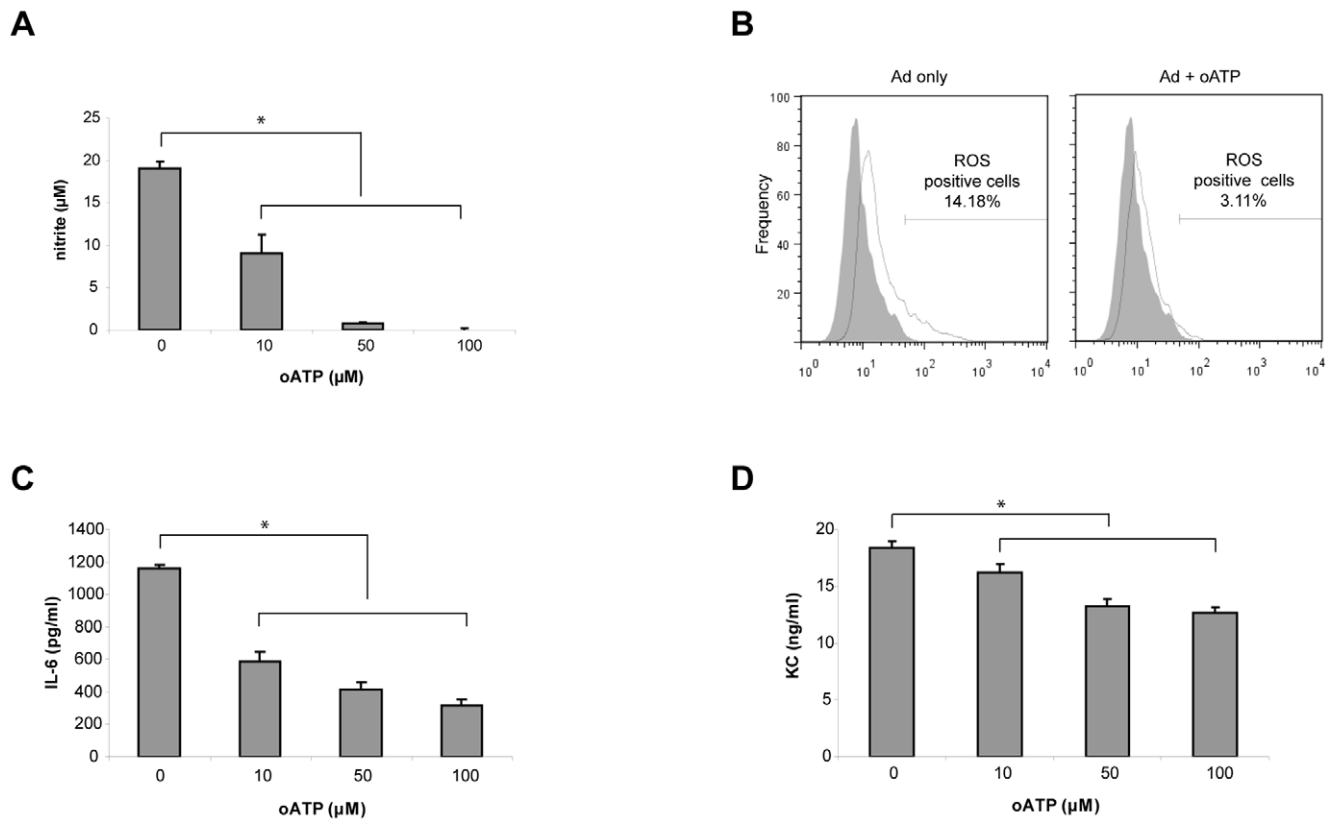 A
25
20
15
10
5
0
nitrite (µM)
*
0 10 50 100
oATP (µM)
B
Ad only
Ad + oATP
100
80
60
40
20
Frequency
ROS
positive cells
14.18%
ROS
positive cells
3.11%
10⁰ 10¹ 10² 10³ 10⁴
10⁰ 10¹ 10² 10³ 10⁴
C
1400
1200
1000
800
600
400
200
0
IL-6 (pg/ml)
*
0 10 50 100
oATP (µM)
D
20
15
10
5
0
KC (ng/ml)
*
0 10 50 100
oATP (µM)